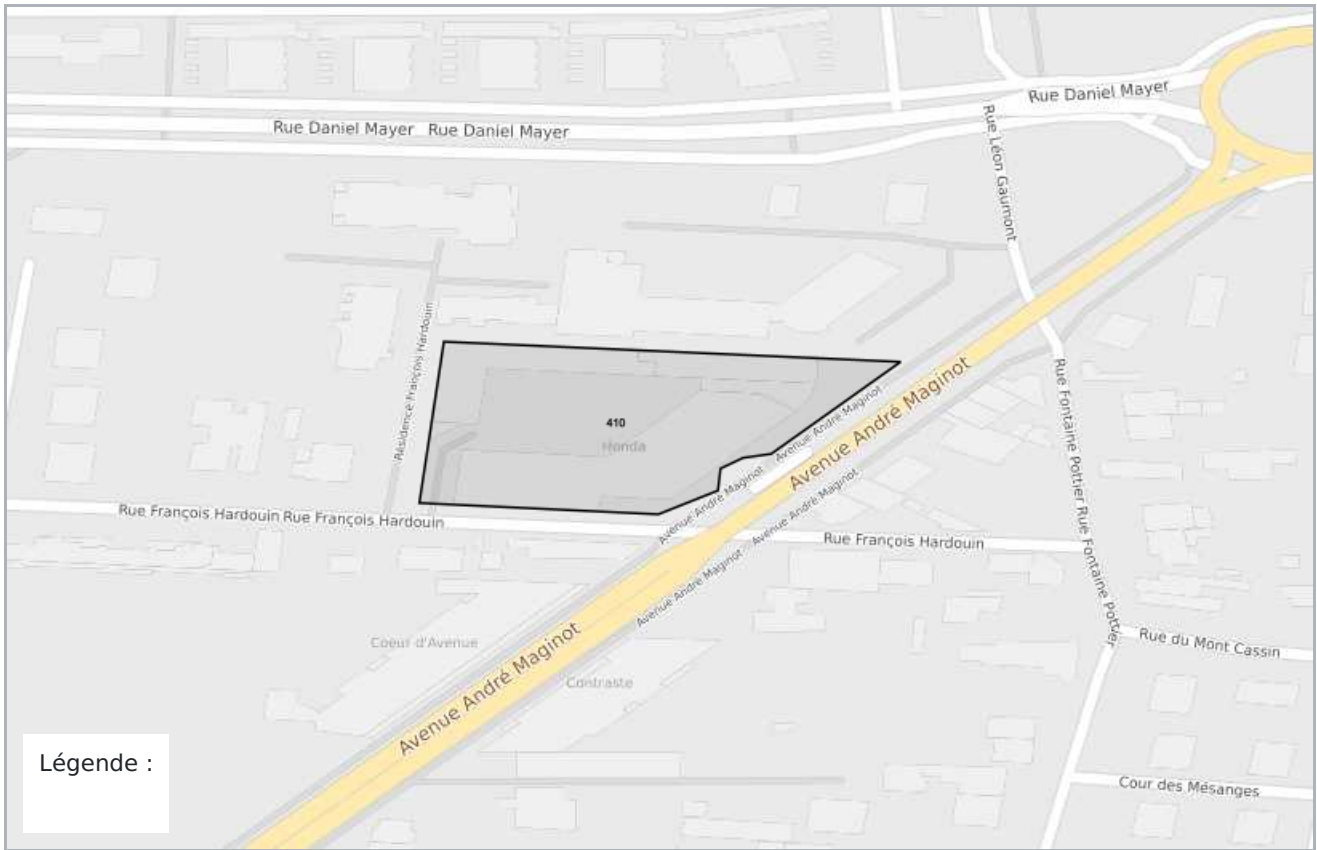 Rue Daniel Mayer
Rue Daniel Mayer Rue Daniel Mayer
Rue Léon Gaumont
Résidence François Hardouin
Avenue André Maginot
Avenue André Maginot
410
Honda
Avenue André Maginot
Avenue André Maginot
Rue Fontaine Pottier Rue Fontaine Pottier
Rue François Hardouin Rue François Hardouin
Rue François Hardouin
Avenue André Maginot
Coeur d'Avenue
Avenue André Maginot
Contraste
Rue du Mont Cassin
Cour des Mésanges
Légende :